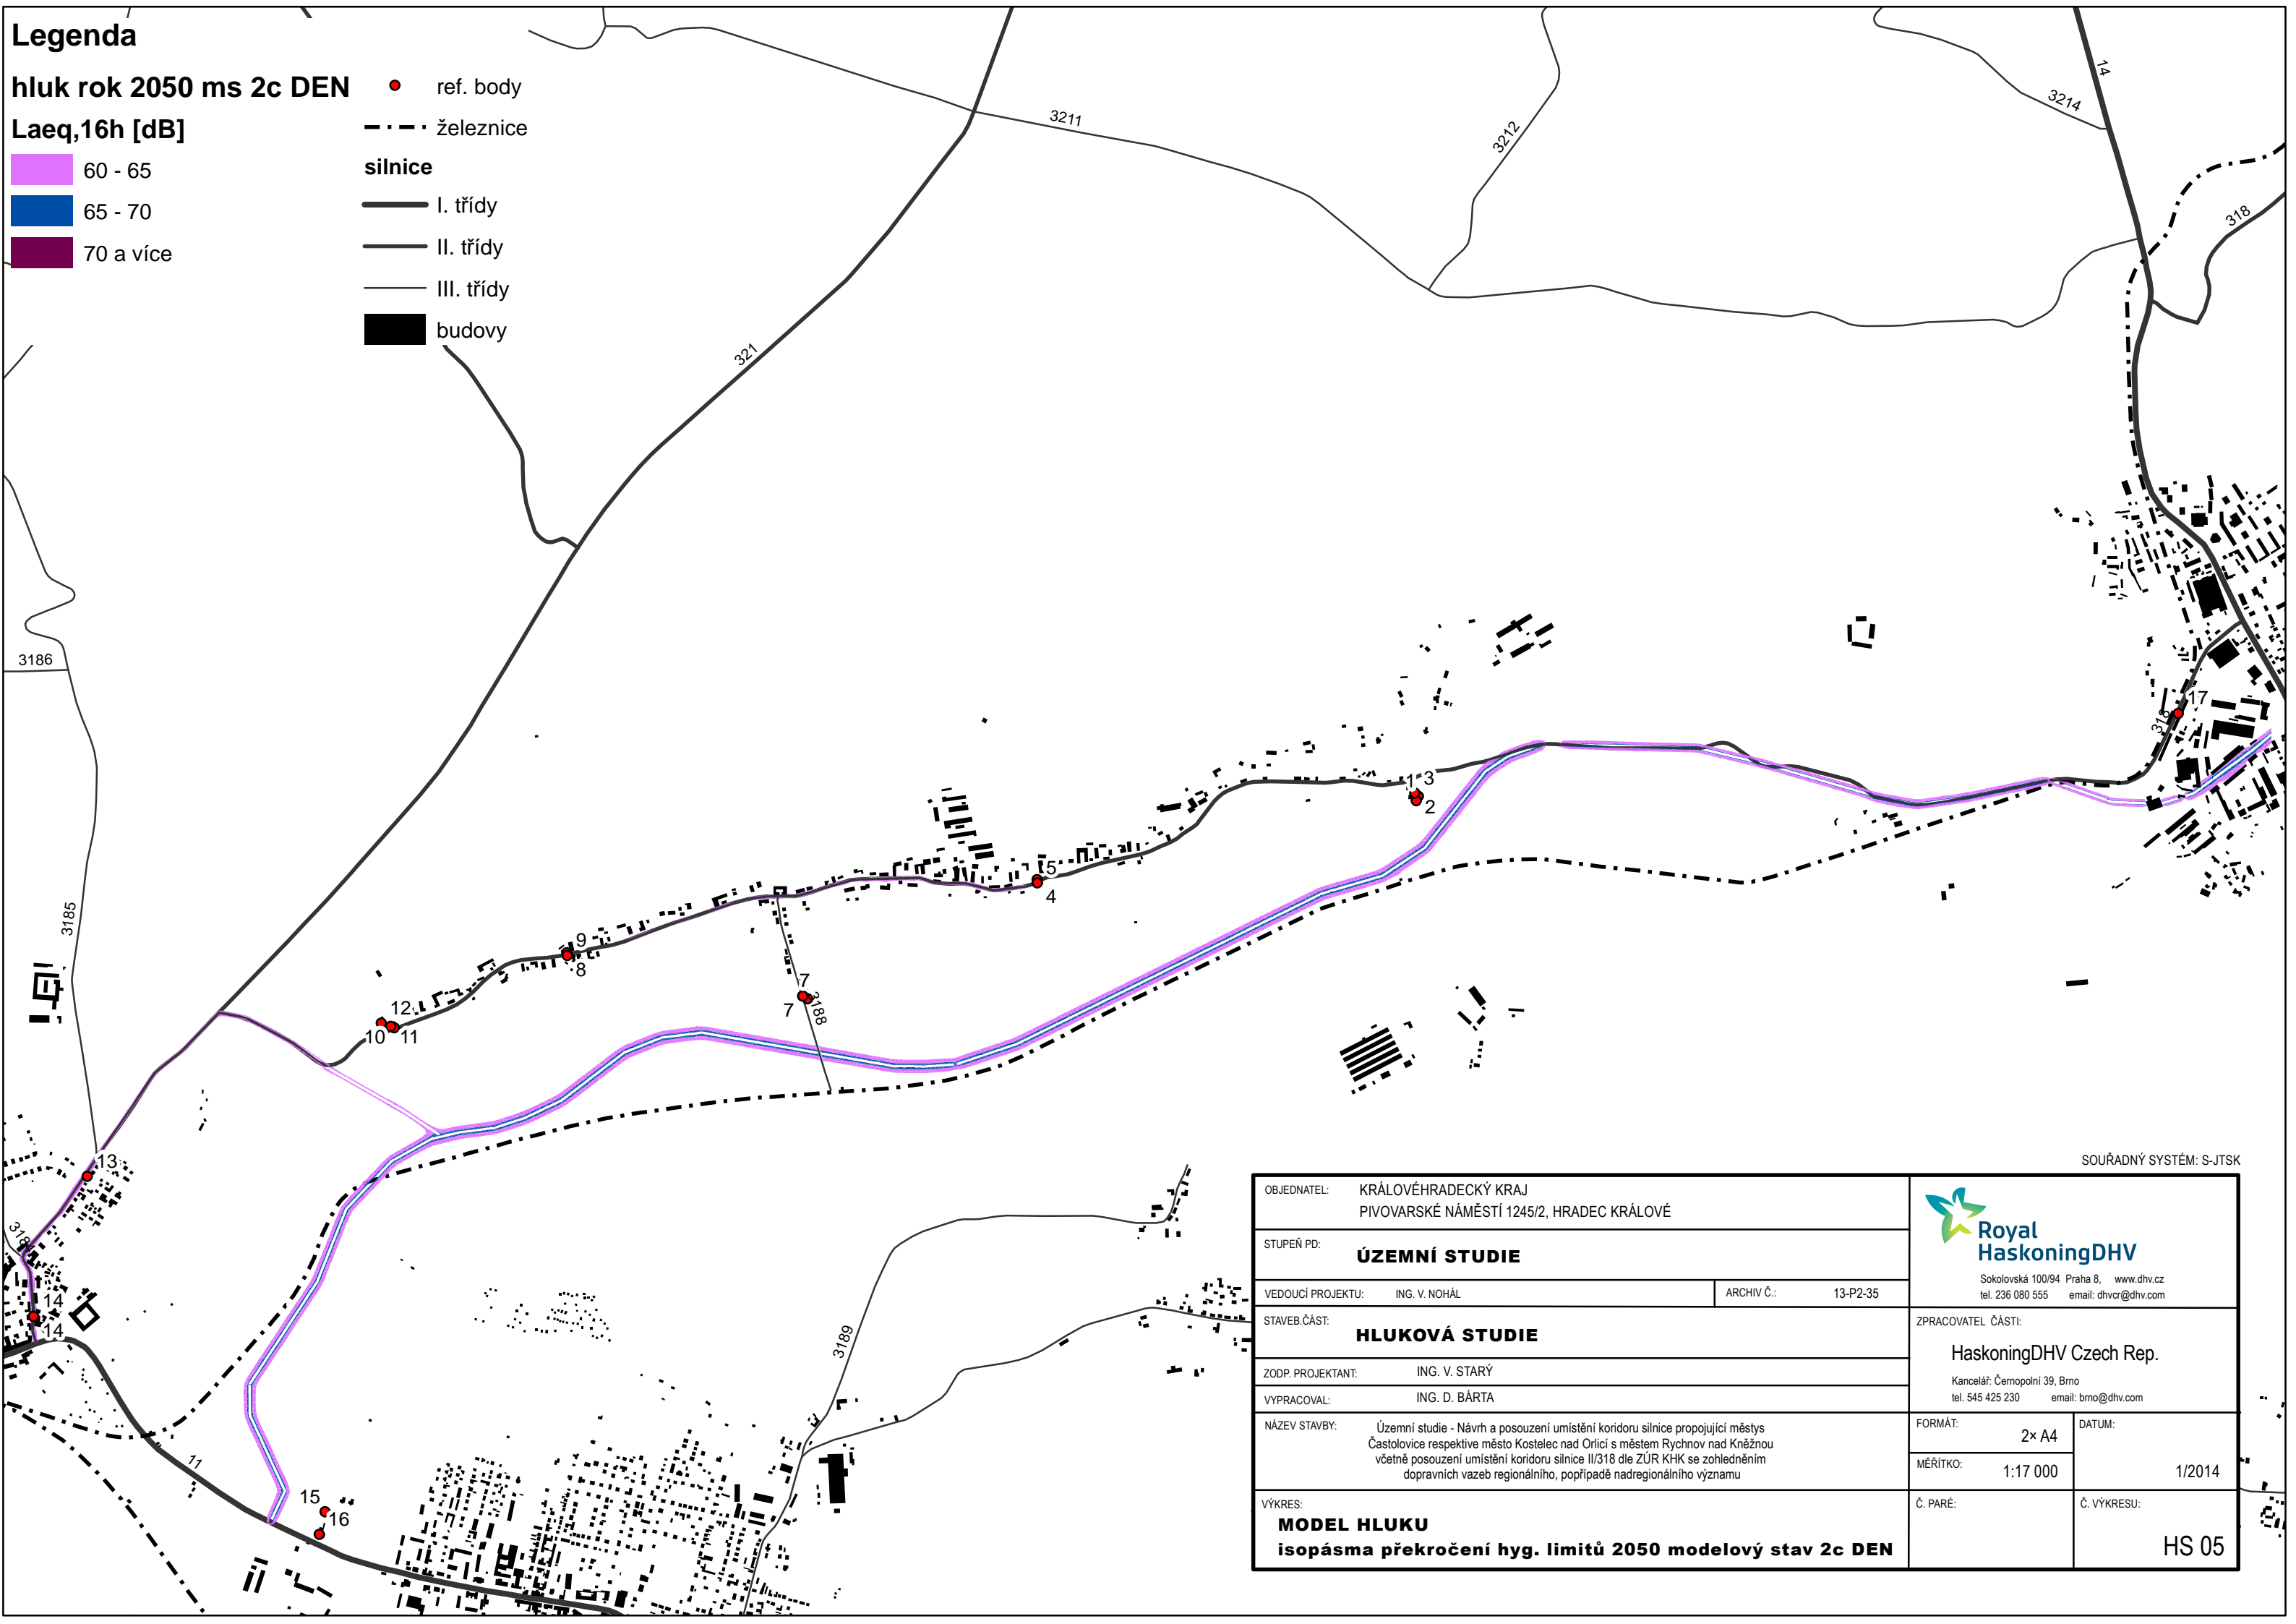 Legenda
hluk rok 2050 ms 2c DEN
Laeq,16h [dB]
60 - 65
65 - 70
70 a více
ref. body
železnice
silnice
I. třídy
II. třídy
III. třídy
budovy
14
3214
3211
3212
318
321
3186
17
318
1 3
2
5
4
3185
9
8
7
7
3188
12
10 11
13
14
14
11
15
16
3189
SOUŘADNÝ SYSTÉM: S-JTSK
OBJEDNATEL: KRÁLOVÉHRADECKÝ KRAJ
PIVOVARSKÉ NÁMĚSTÍ 1245/2, HRADEC KRÁLOVÉ
STUPEŇ PD: ÚZEMNÍ STUDIE
VEDOUCÍ PROJEKTU: ING. V. NOHÁL
ARCHIV Č.: 13-P2-35
STAVEB.ČÁST: HLUKOVÁ STUDIE
ZODP. PROJEKTANT: ING. V. STARÝ
VYPRACOVAL: ING. D. BÁRTA
NÁZEV STAVBY: Územní studie - Návrh a posouzení umístění koridoru silnice propojující městys
Častolovice respektive město Kostelec nad Orlicí s městem Rychnov nad Kněžnou
včetně posouzení umístění koridoru silnice II/318 dle ZÚR KHK se zohledněním
dopravních vazeb regionálního, popřípadě nadregionálního významu
VÝKRES:
MODEL HLUKU
isopásma překročení hyg. limitů 2050 modelový stav 2c DEN
Royal
HaskoningDHV
Sokolovská 100/94 Praha 8, www.dhv.cz
tel. 236 080 555 email: dhvcr@dhv.com
ZPRACOVATEL ČÁSTI:
HaskoningDHV Czech Rep.
Kancelář: Černopolní 39, Brno
tel. 545 425 230 email: brno@dhv.com
FORMÁT: 2× A4
DATUM: 1/2014
MĚŘÍTKO: 1:17 000
Č. PARÉ:
Č. VÝKRESU: HS 05